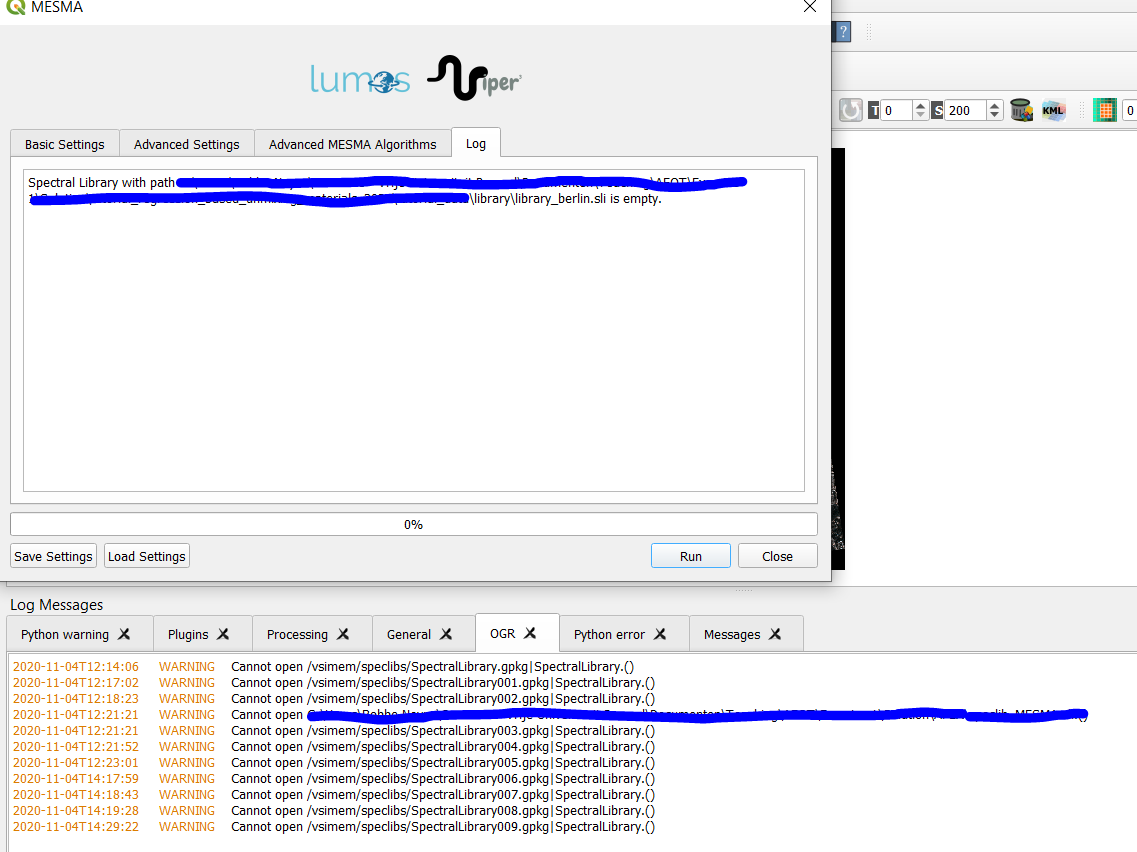 MESMA
lumos Viper²
Basic Settings Advanced Settings Advanced MESMA Algorithms Log
T 0 S 200 KML 0
Spectral Library with path
\library\library_berlin.sli is empty.
0%
Save Settings Load Settings Run Close
Log Messages
Python warning Plugins Processing General OGR Python error Messages
2020-11-04T12:14:06 WARNING Cannot open /vsimem/speclibs/SpectralLibrary.gpkg|SpectralLibrary.()
2020-11-04T12:17:02 WARNING Cannot open /vsimem/speclibs/SpectralLibrary001.gpkg|SpectralLibrary.()
2020-11-04T12:18:23 WARNING Cannot open /vsimem/speclibs/SpectralLibrary002.gpkg|SpectralLibrary.()
2020-11-04T12:21:21 WARNING Cannot open
2020-11-04T12:21:21 WARNING Cannot open /vsimem/speclibs/SpectralLibrary003.gpkg|SpectralLibrary.()
2020-11-04T12:21:52 WARNING Cannot open /vsimem/speclibs/SpectralLibrary004.gpkg|SpectralLibrary.()
2020-11-04T12:23:01 WARNING Cannot open /vsimem/speclibs/SpectralLibrary005.gpkg|SpectralLibrary.()
2020-11-04T14:17:59 WARNING Cannot open /vsimem/speclibs/SpectralLibrary006.gpkg|SpectralLibrary.()
2020-11-04T14:18:43 WARNING Cannot open /vsimem/speclibs/SpectralLibrary007.gpkg|SpectralLibrary.()
2020-11-04T14:19:28 WARNING Cannot open /vsimem/speclibs/SpectralLibrary008.gpkg|SpectralLibrary.()
2020-11-04T14:29:22 WARNING Cannot open /vsimem/speclibs/SpectralLibrary009.gpkg|SpectralLibrary.()